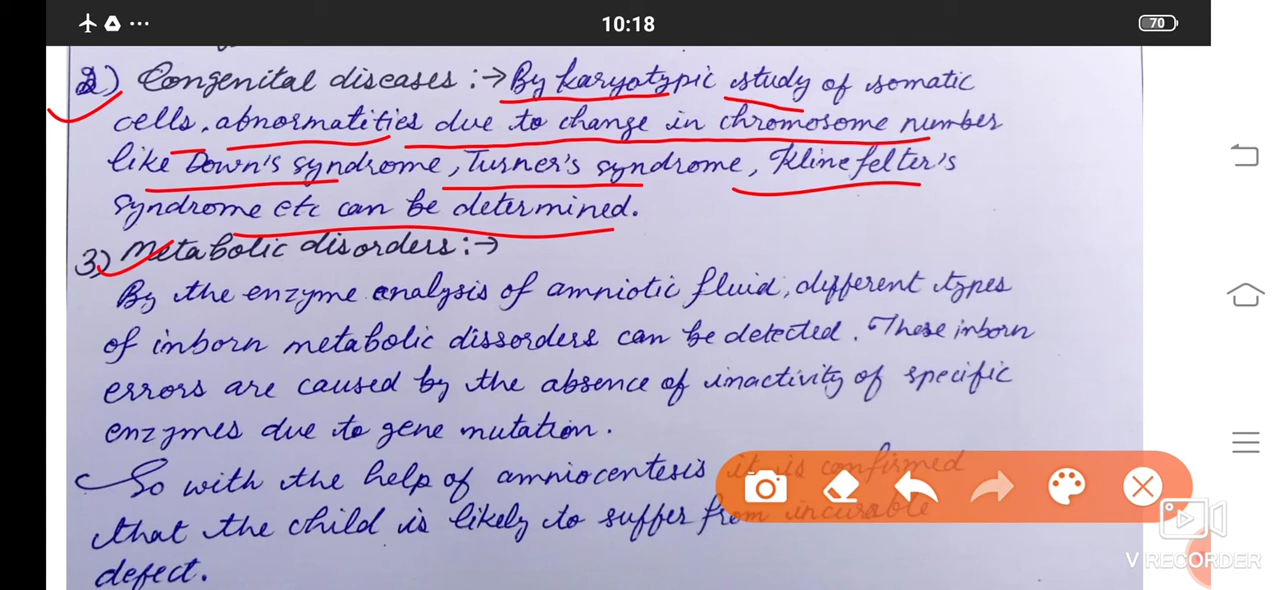 10:18
70
2) Congenital diseases :→ By karyotypic study of somatic
cells, abnormatities due to change in chromosome number
like Down's syndrome, Turner's syndrome, Klinefelter's
syndrome etc can be determined.
3) Metabolic disorders :→
By the enzyme analysis of amniotic fluid, different types
of inborn metabolic dissorders can be detected. These inborn
errors are caused by the absence of inactivity of specific
enzymes due to gene mutation.
So with the help of amniocentesis it is confirmed
that the child is likely to suffer from incurable
defect.
V RECORDER